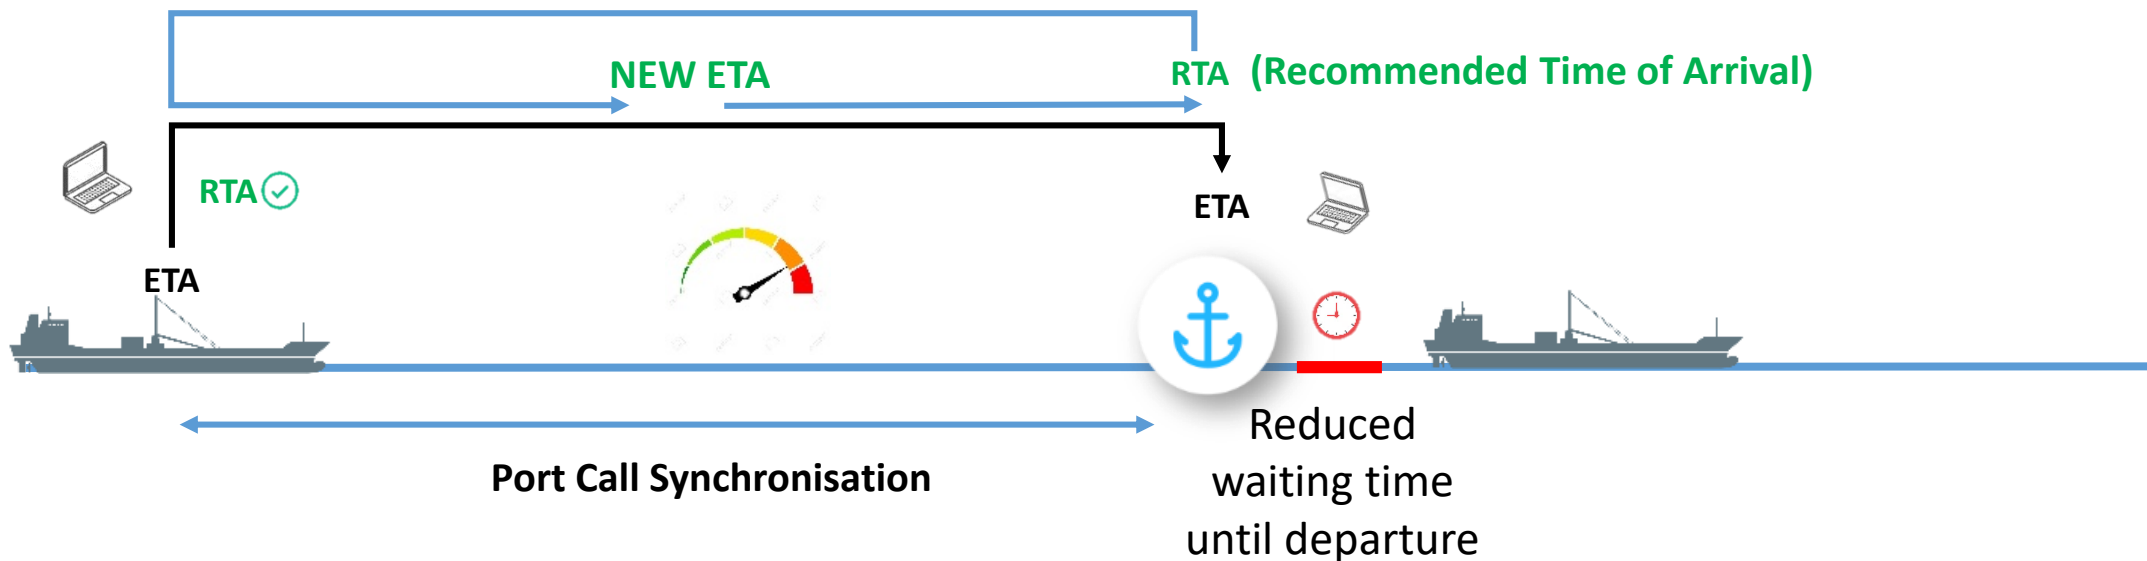 NEW ETA
RTA (Recommended Time of Arrival)
RTA
ETA
ETA
Port Call Synchronisation
Reduced
waiting time
until departure